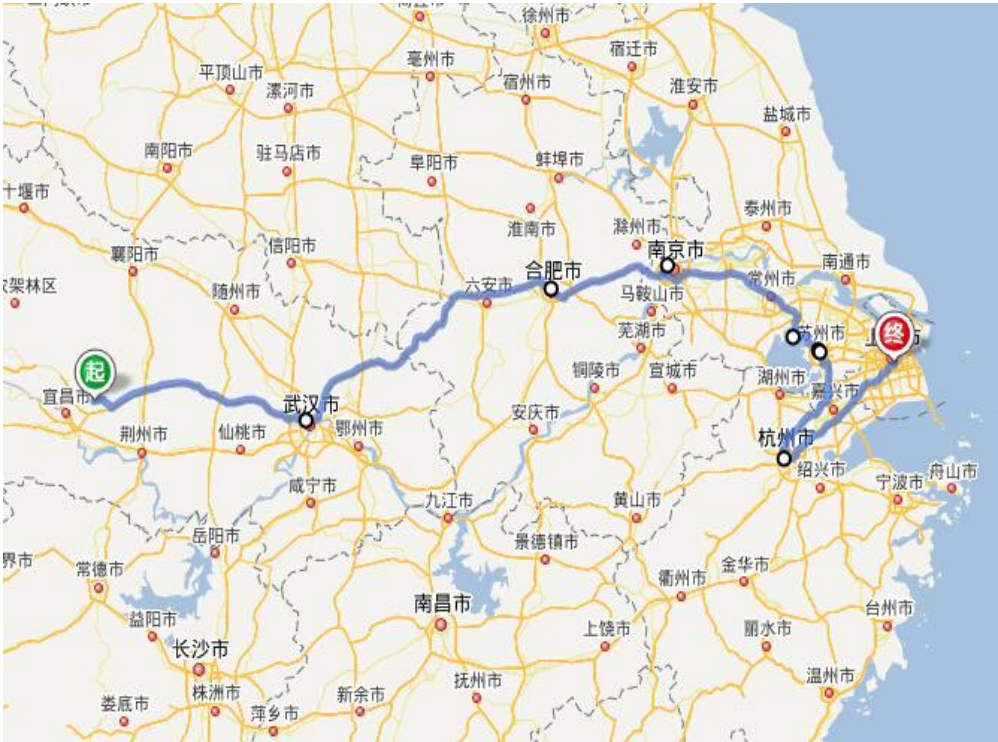 徐州市
宿迁市
亳州市
平顶山市
宿州市
淮安市
漯河市
盐城市
南阳市
驻马店市
阜阳市
蚌埠市
十堰市
泰州市
淮南市
滁州市
襄阳市
信阳市
南京市
合肥市
南通市
农架林区
随州市
六安市
常州市
马鞍山市
芜湖市
苏州市
终
起
铜陵市
宣城市
湖州市
宜昌市
嘉兴市
武汉市
安庆市
荆州市
仙桃市
鄂州市
杭州市
绍兴市
舟山市
宁波市
咸宁市
九江市
黄山市
岳阳市
景德镇市
界市
常德市
金华市
衢州市
南昌市
台州市
益阳市
上饶市
丽水市
长沙市
温州市
株洲市
新余市
抚州市
娄底市
萍乡市